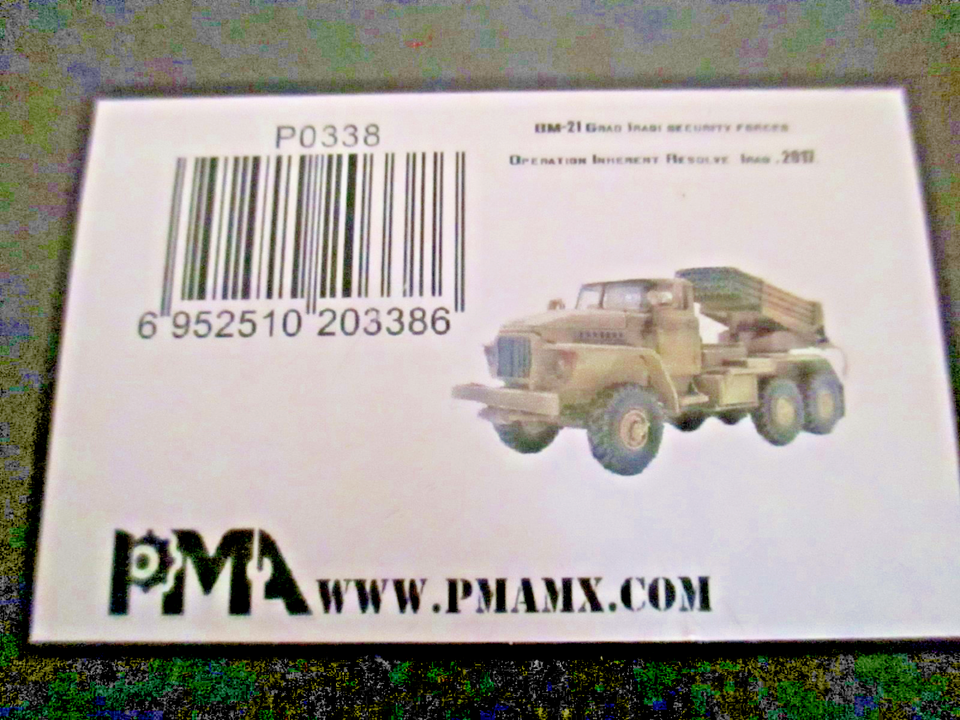 P0338
6 952510 203386
BM-21 GRAD IRAQI SECURITY FORCES
OPERATION INHERENT RESOLVE IRAQ .2017
PMA WWW.PMAMX.COM